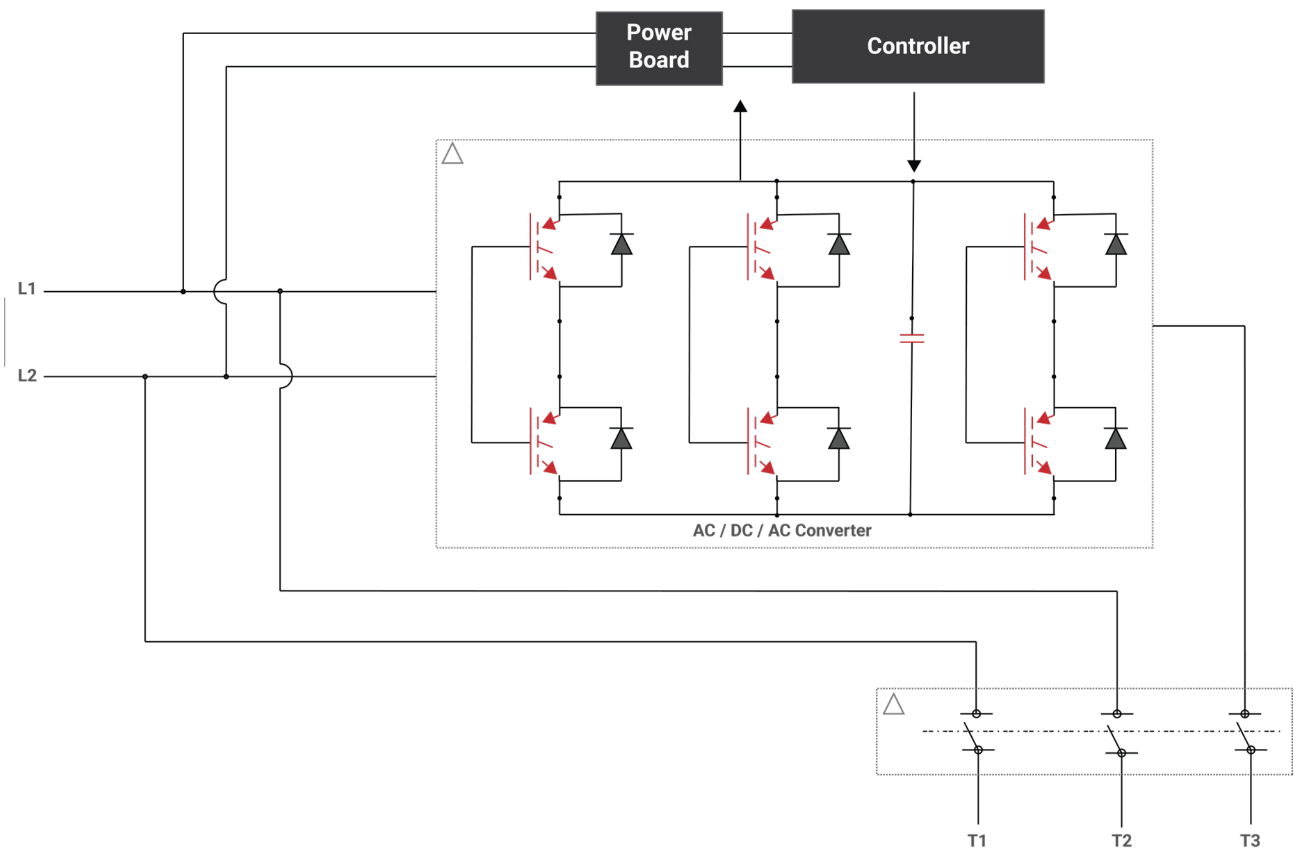 Power
Board
Controller
L1
L2
AC / DC / AC Converter
T1
T2
T3